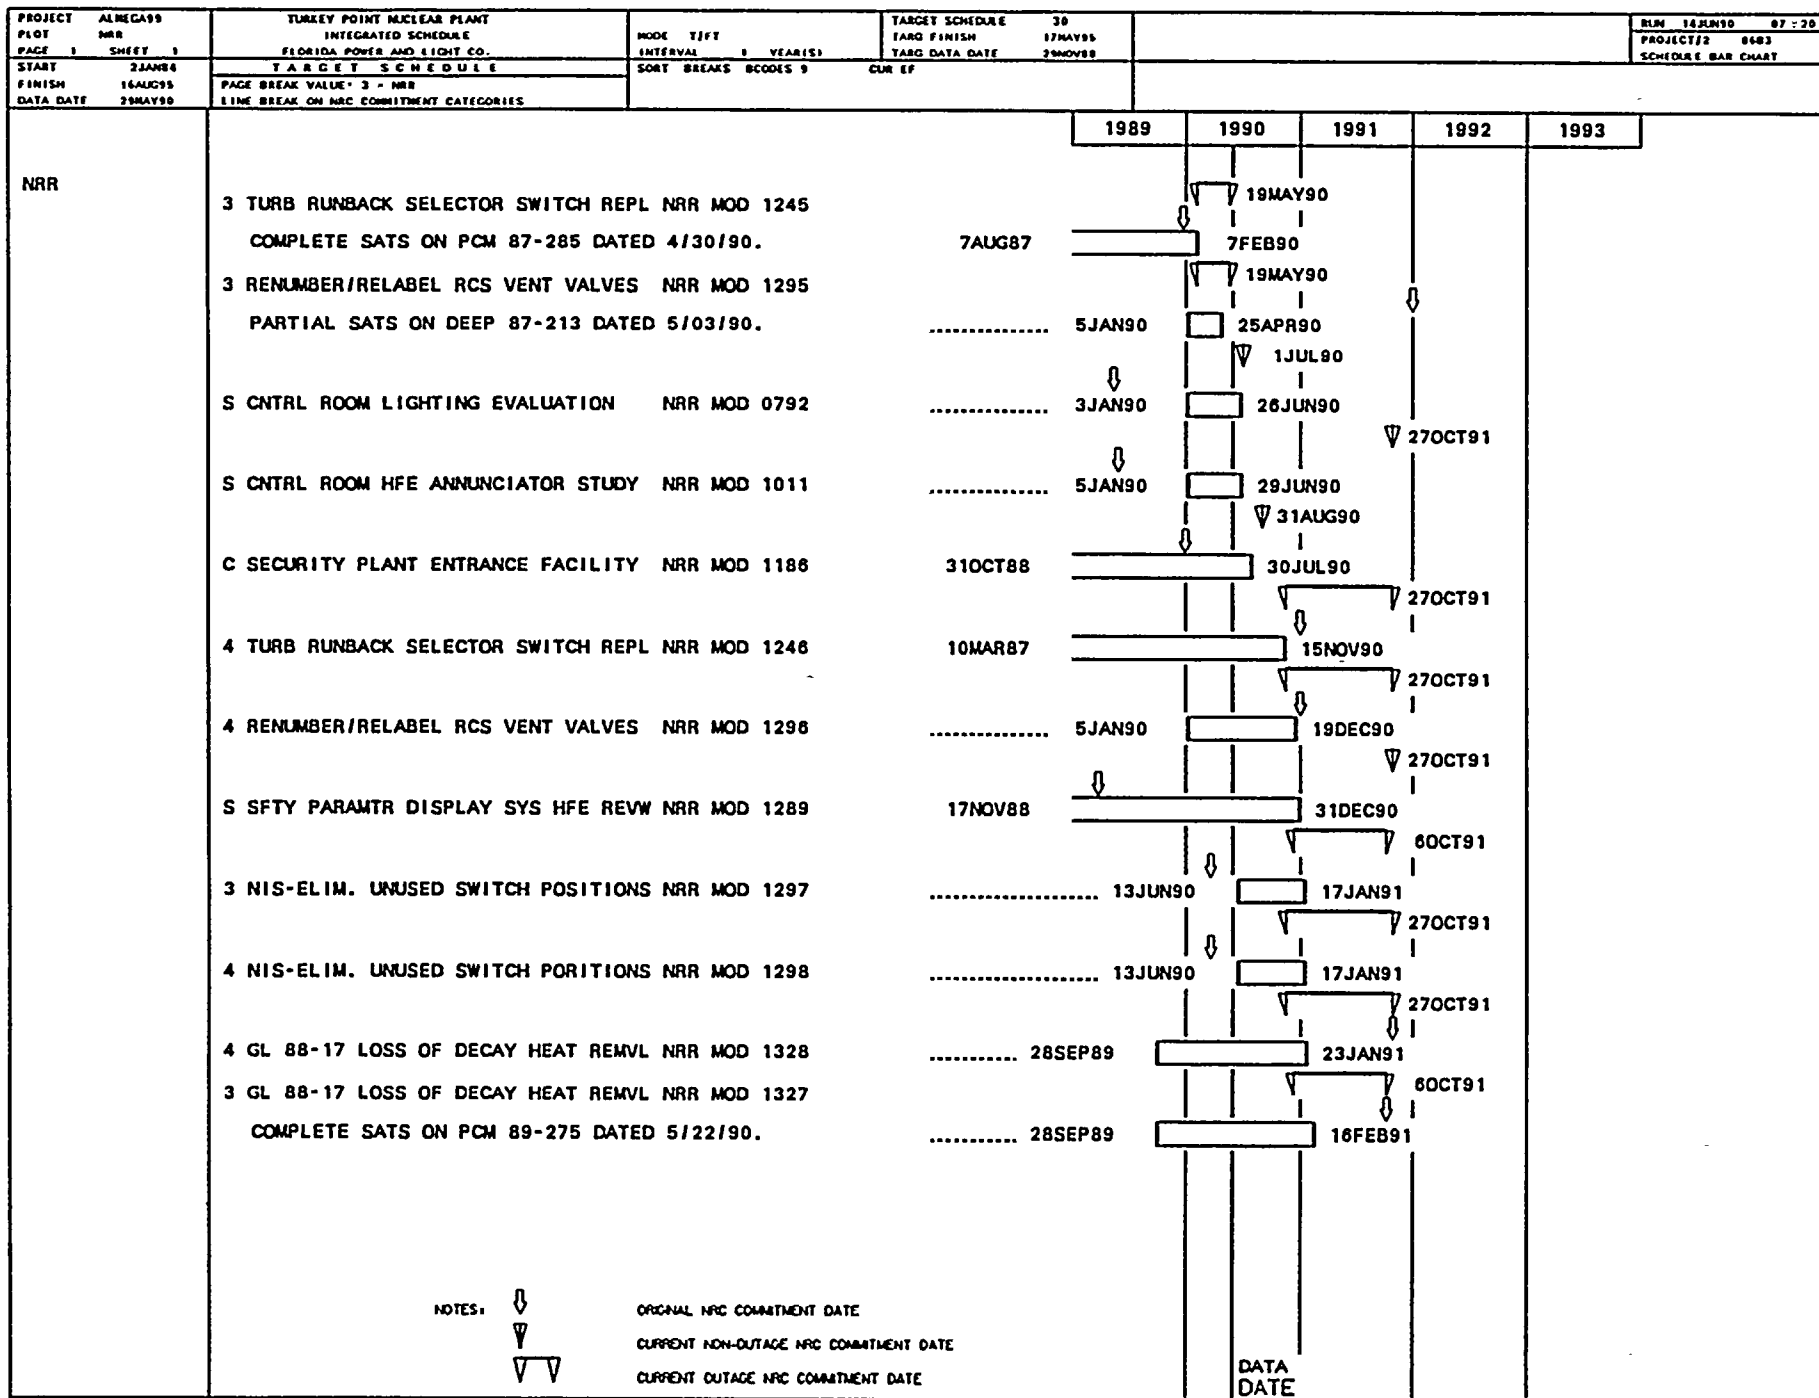 PROJECT ALMEGA99
PLOT NRR
PAGE 1 SHEET 1
START 2JAN84
FINISH 16AUG95
DATA DATE 29MAY90
TURKEY POINT NUCLEAR PLANT
INTEGRATED SCHEDULE
FLORIDA POWER AND LIGHT CO.
TARGET SCHEDULE
PAGE BREAK VALUE: 3 = NRR
LINE BREAK ON NRC COMMITMENT CATEGORIES
MODE T/FT
INTERVAL 1 YEAR(S)
SORT BREAKS BCODES 9 CUR EF
TARGET SCHEDULE 30
TARG FINISH 17MAY95
TARG DATA DATE 29NOV88
RUN 14JUN90 07:20
PROJECT/2 0603
SCHEDULE BAR CHART
1989 1990 1991 1992 1993
NRR
19MAY90
3 TURB RUNBACK SELECTOR SWITCH REPL NRR MOD 1245
COMPLETE SATS ON PCM 87-285 DATED 4/30/90. 7AUG87 7FEB90
19MAY90
3 RENUMBER/RELABEL RCS VENT VALVES NRR MOD 1295
PARTIAL SATS ON DEEP 87-213 DATED 5/03/90. 5JAN90 25APR90
1JUL90
S CNTRL ROOM LIGHTING EVALUATION NRR MOD 0792 3JAN90 26JUN90
27OCT91
S CNTRL ROOM HFE ANNUNCIATOR STUDY NRR MOD 1011 5JAN90 29JUN90
31AUG90
C SECURITY PLANT ENTRANCE FACILITY NRR MOD 1186 31OCT88 30JUL90
27OCT91
4 TURB RUNBACK SELECTOR SWITCH REPL NRR MOD 1246 10MAR87 15NOV90
27OCT91
4 RENUMBER/RELABEL RCS VENT VALVES NRR MOD 1296 5JAN90 19DEC90
27OCT91
S SFTY PARAMTR DISPLAY SYS HFE REVW NRR MOD 1289 17NOV88 31DEC90
6OCT91
3 NIS-ELIM. UNUSED SWITCH POSITIONS NRR MOD 1297 13JUN90 17JAN91
27OCT91
4 NIS-ELIM. UNUSED SWITCH PORITIONS NRR MOD 1298 13JUN90 17JAN91
27OCT91
4 GL 88-17 LOSS OF DECAY HEAT REMVL NRR MOD 1328 28SEP89 23JAN91
6OCT91
3 GL 88-17 LOSS OF DECAY HEAT REMVL NRR MOD 1327
COMPLETE SATS ON PCM 89-275 DATED 5/22/90. 28SEP89 16FEB91
NOTES: ORIGINAL NRC COMMITMENT DATE
CURRENT NON-OUTAGE NRC COMMITMENT DATE
CURRENT OUTAGE NRC COMMITMENT DATE
DATA
DATE